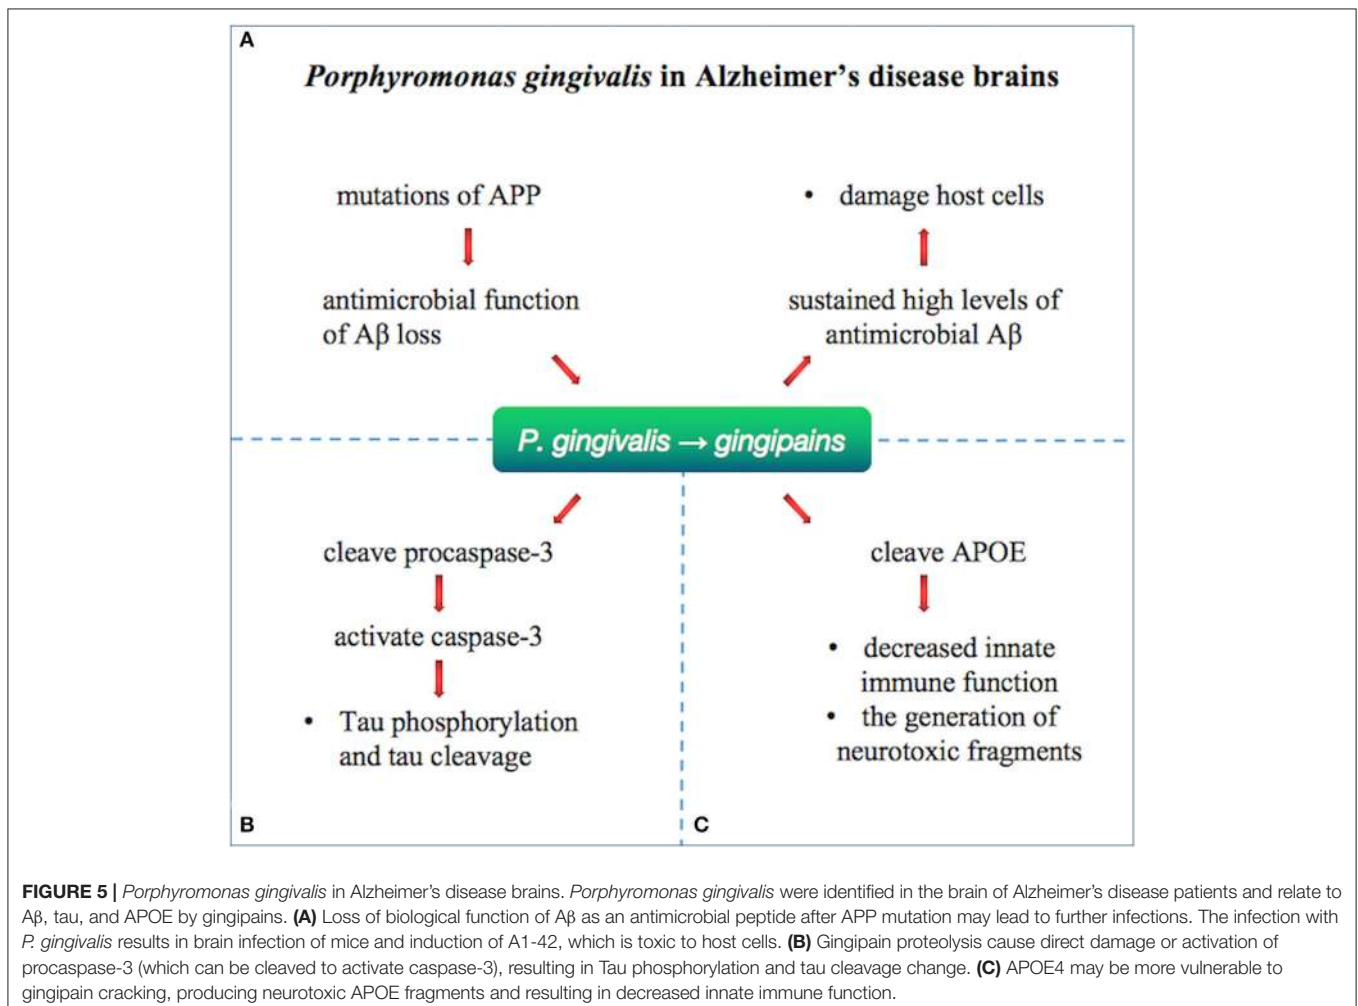 A
Porphyromonas gingivalis in Alzheimer’s disease brains
mutations of APP
antimicrobial function
of Aβ loss
• damage host cells
sustained high levels of
antimicrobial Aβ
P. gingivalis → gingipains
cleave procaspase-3
activate caspase-3
• Tau phosphorylation
and tau cleavage
B
cleave APOE
• decreased innate
immune function
• the generation of
neurotoxic fragments
C
FIGURE 5 | Porphyromonas gingivalis in Alzheimer’s disease brains. Porphyromonas gingivalis were identified in the brain of Alzheimer’s disease patients and relate to
Aβ, tau, and APOE by gingipains. (A) Loss of biological function of Aβ as an antimicrobial peptide after APP mutation may lead to further infections. The infection with
P. gingivalis results in brain infection of mice and induction of A1-42, which is toxic to host cells. (B) Gingipain proteolysis cause direct damage or activation of
procaspase-3 (which can be cleaved to activate caspase-3), resulting in Tau phosphorylation and tau cleavage change. (C) APOE4 may be more vulnerable to
gingipain cracking, producing neurotoxic APOE fragments and resulting in decreased innate immune function.